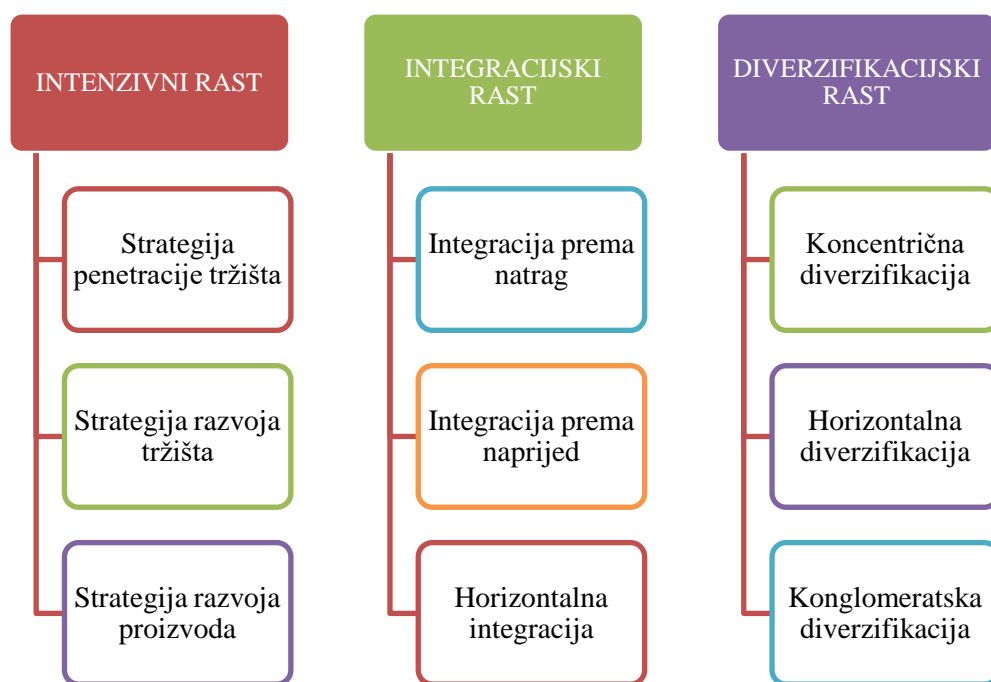 INTENZIVNI RAST
Strategija
penetracije tržišta
Strategija razvoja
tržišta
Strategija razvoja
proizvoda
INTEGRACIJSKI
RAST
Integracija prema
natrag
Integracija prema
naprijed
Horizontalna
integracija
DIVERZIFIKACIJSKI
RAST
Koncentrična
diverzifikacija
Horizontalna
diverzifikacija
Konglomeratska
diverzifikacija